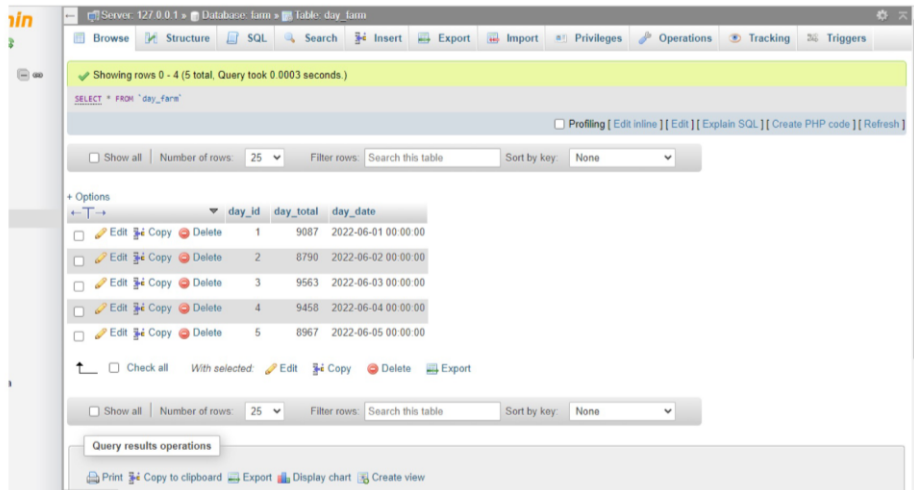 nin
Server: 127.0.0.1 » Database: farm » Table: day_farm
Browse Structure SQL Search Insert Export Import Privileges Operations Tracking Triggers
Showing rows 0 - 4 (5 total, Query took 0.0003 seconds.)
SELECT * FROM `day_farm`
Profiling [ Edit inline ] [ Edit ] [ Explain SQL ] [ Create PHP code ] [ Refresh ]
Show all Number of rows: 25 Filter rows: Search this table Sort by key: None
+ Options
←T→ day_id day_total day_date
Edit Copy Delete 1 9087 2022-06-01 00:00:00
Edit Copy Delete 2 8790 2022-06-02 00:00:00
Edit Copy Delete 3 9563 2022-06-03 00:00:00
Edit Copy Delete 4 9458 2022-06-04 00:00:00
Edit Copy Delete 5 8967 2022-06-05 00:00:00
Check all With selected: Edit Copy Delete Export
Show all Number of rows: 25 Filter rows: Search this table Sort by key: None
Query results operations
Print Copy to clipboard Export Display chart Create view